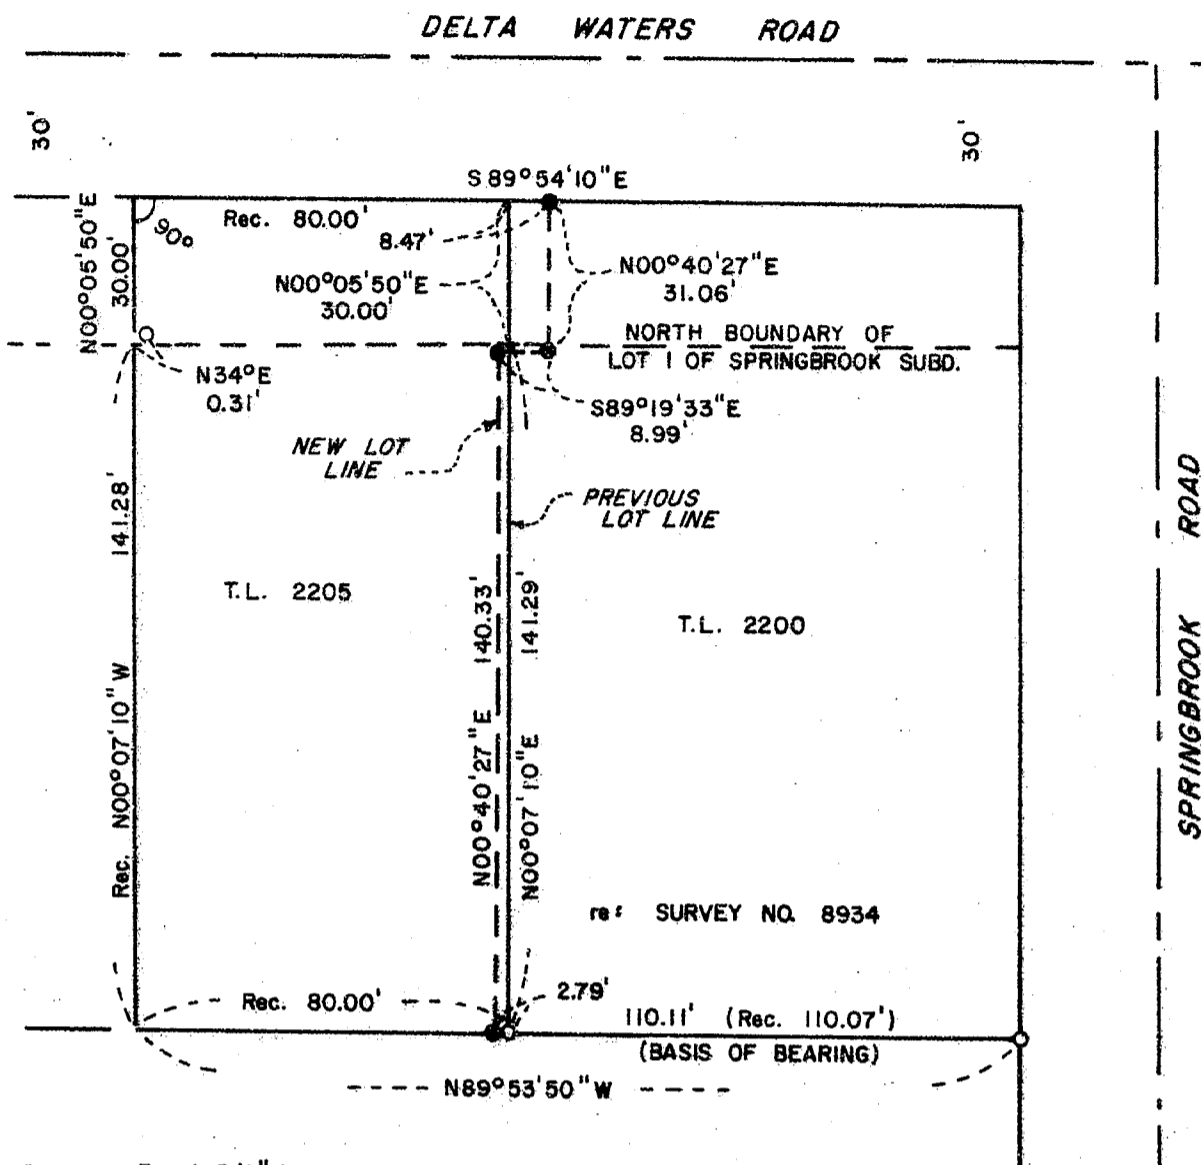 DELTA WATERS ROAD
30'
30'
S 89°54'10"E
Rec. 80.00'
90°
8.47'
N00°05'50"E
30.00'
N00°05'50"E
30.00'
N00°40'27"E
31.06'
NORTH BOUNDARY OF
LOT 1 OF SPRINGBROOK SUBD.
N34°E
0.31'
S89°19'33"E
8.99'
NEW LOT
LINE
PREVIOUS
LOT LINE
Rec. N00°07'10"W 141.28'
T.L. 2205
N00°40'27"E 140.33'
N00°07'10"E 141.29'
T.L. 2200
SPRINGBROOK ROAD
re: SURVEY NO. 8934
Rec. 80.00'
2.79'
110.11' (Rec. 110.07')
(BASIS OF BEARING)
N89°53'50"W